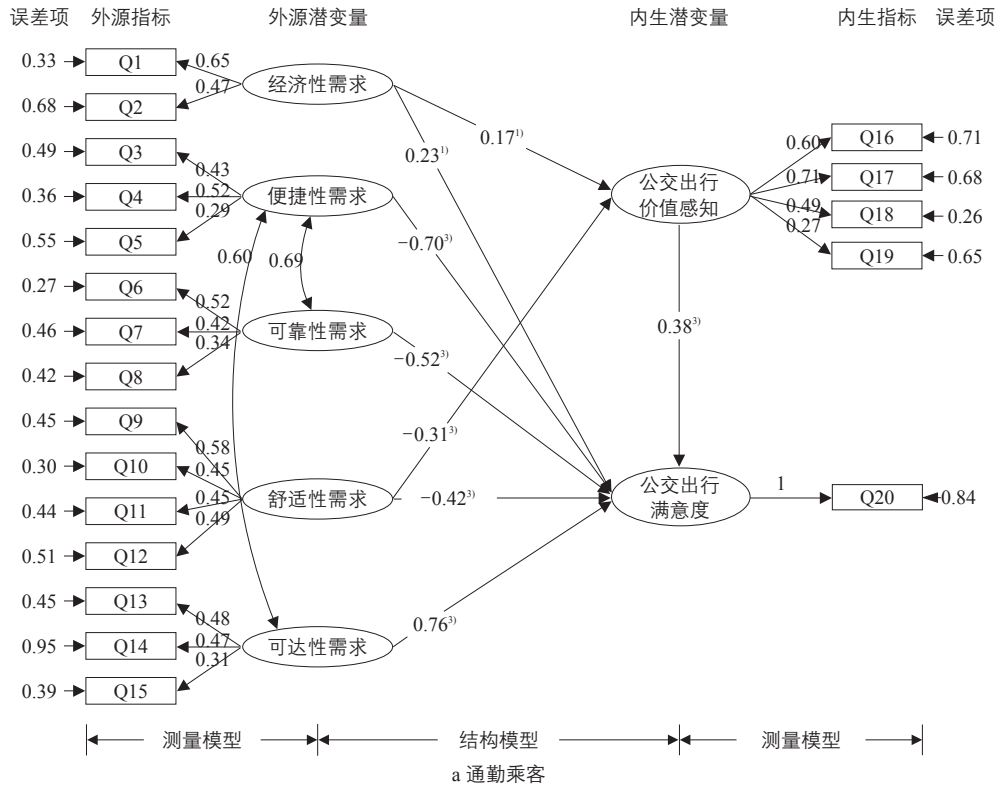 误差项 外源指标 外源潜变量 内生潜变量 内生指标 误差项
0.33 Q1 0.65
0.68 Q2 0.47
经济性需求
0.49 Q3 0.43
0.36 Q4 0.52
0.55 Q5 0.29
便捷性需求
0.27 Q6 0.52
0.46 Q7 0.42
0.42 Q8 0.34
可靠性需求
0.45 Q9 0.58
0.30 Q10 0.45
0.44 Q11 0.45
0.51 Q12 0.49
舒适性需求
0.45 Q13 0.48
0.95 Q14 0.47
0.39 Q15 0.31
可达性需求
0.60
0.69
0.17¹⁾
0.23¹⁾
−0.70³⁾
−0.52³⁾
−0.31³⁾
−0.42³⁾
0.76³⁾
公交出行
价值感知
0.38³⁾
公交出行
满意度
0.60 Q16 0.71
0.71 Q17 0.68
0.49 Q18 0.26
0.27 Q19 0.65
1 Q20 0.84
测量模型 结构模型 测量模型
a 通勤乘客